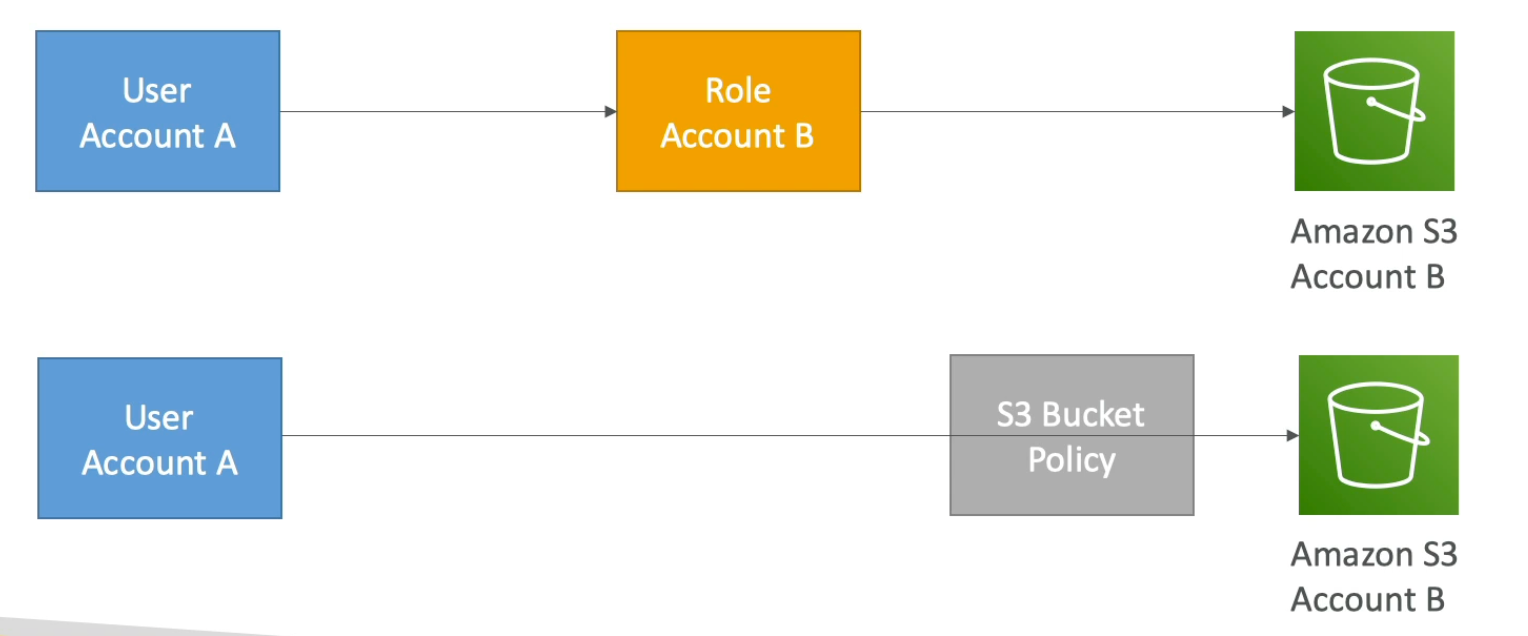 User
Account A
Role
Account B
Amazon S3
Account B
User
Account A
S3 Bucket
Policy
Amazon S3
Account B